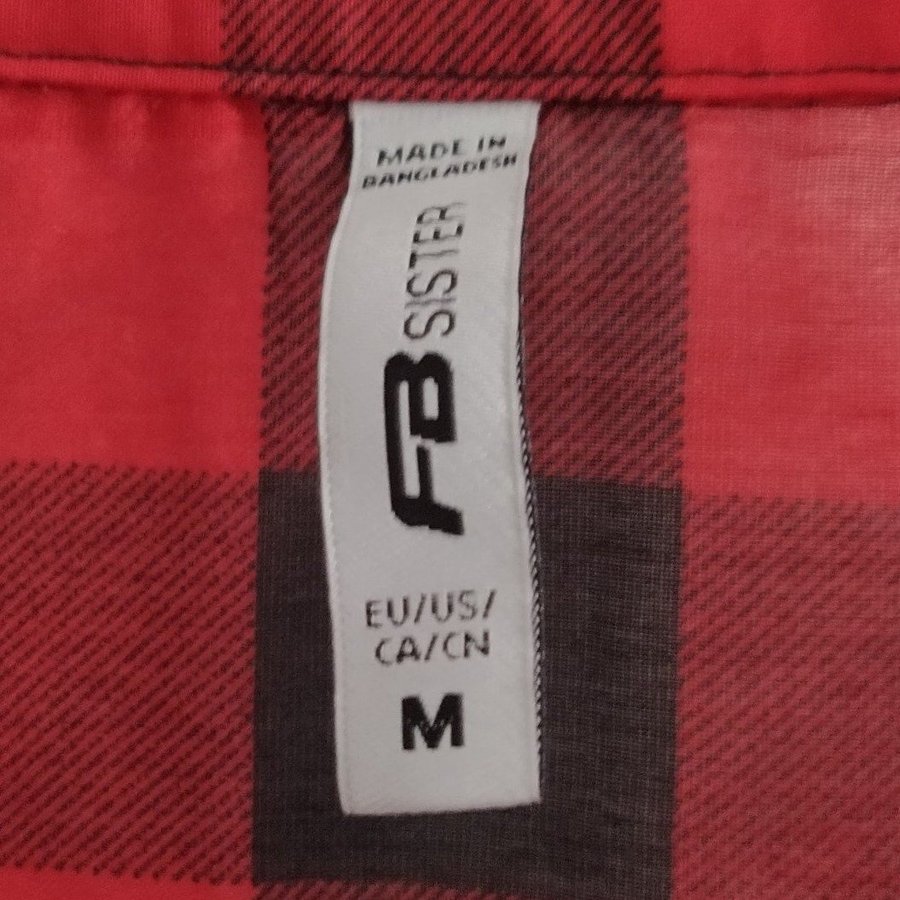 MADE IN
BANGLADESH
FB SISTER
EU/US/
CA/CN
M